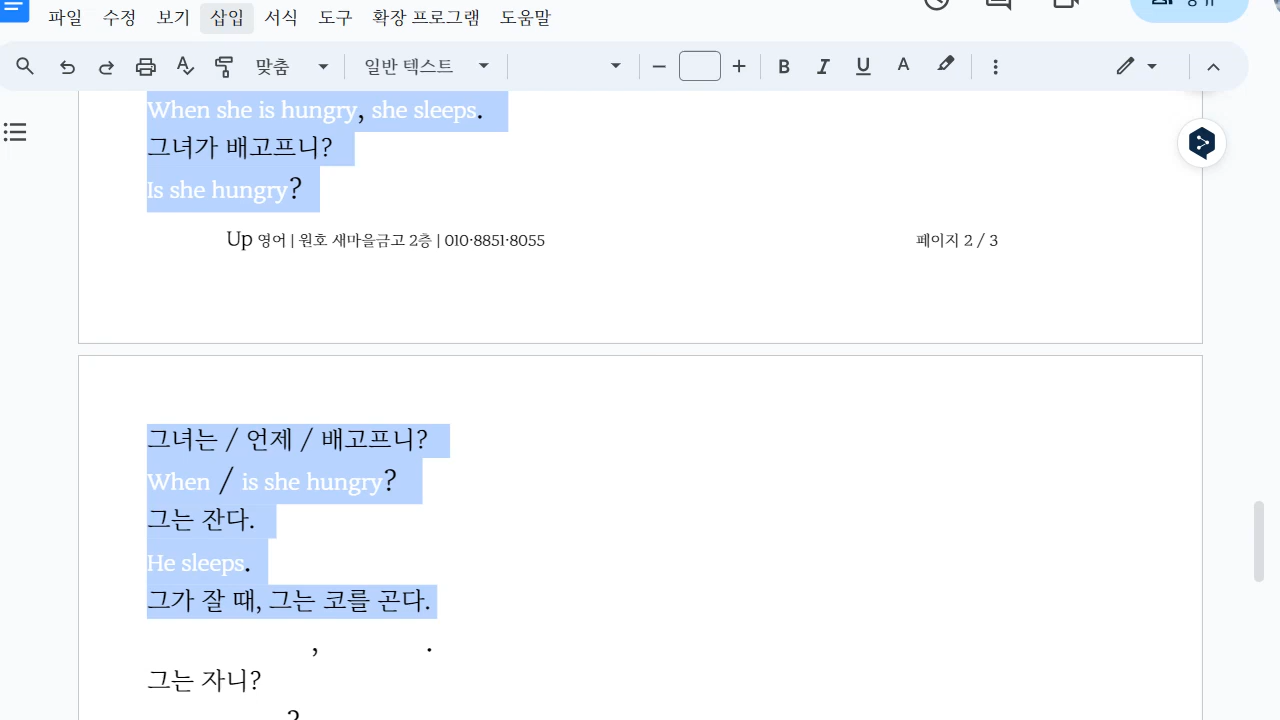 파일 수정 보기 삽입 서식 도구 확장 프로그램 도움말
맞춤 일반 텍스트 B I U A
When she is hungry, she sleeps.
그녀가 배고프니?
Is she hungry?
Up 영어 | 원호 새마을금고 2층 | 010·8851·8055 페이지 2 / 3
그녀는 / 언제 / 배고프니?
When / is she hungry?
그는 잔다.
He sleeps.
그가 잘 때, 그는 코를 곤다.
, .
그는 자니?
?